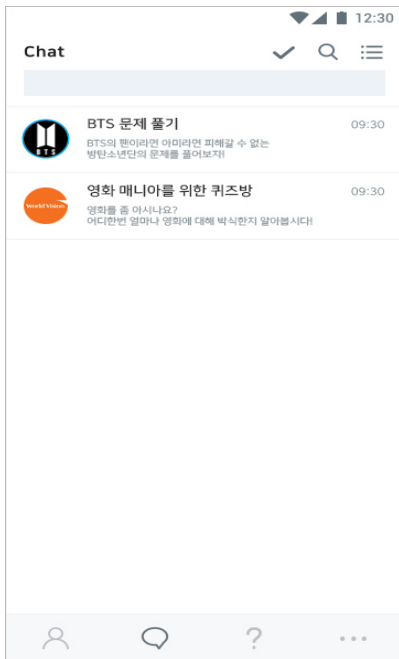 12:30
Chat
BTS 문제 풀기
09:30
BTS의 팬이라면 아미라면 피해갈 수 없는
방탄소년단의 문제를 풀어보자!
BTS
영화 매니아를 위한 퀴즈방
09:30
영화를 좀 아시나요?
어디한번 얼마나 영화에 대해 박식한지 알아봅시다!
World Vision